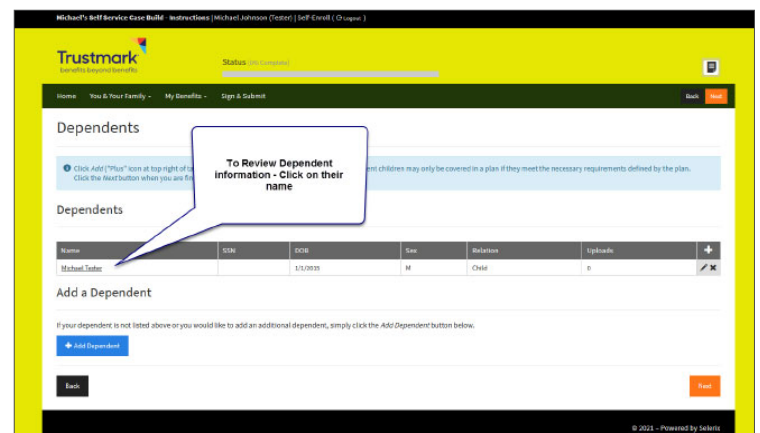 Michael's Self Service Case Build - Instructions | Michael Johnson (Tester) | Self-Enroll ( Logout )
Trustmark
benefits beyond benefits
Status (0% Complete)
Home You & Your Family My Benefits Sign & Submit Back Next
Dependents
Click Add ("Plus" icon at top right of ta
ent children may only be covered in a plan if they meet the necessary requirements defined by the plan.
Click the Next button when you are fin
To Review Dependent
information - Click on their
name
Dependents
Name SSN DOB Sex Relation Uploads
Michael Tester M Child 0
Add a Dependent
If your dependent is not listed above or you would like to add an additional dependent, simply click the Add Dependent button below.
Add Dependent
Back Next
© 2021 - Powered by Selerix